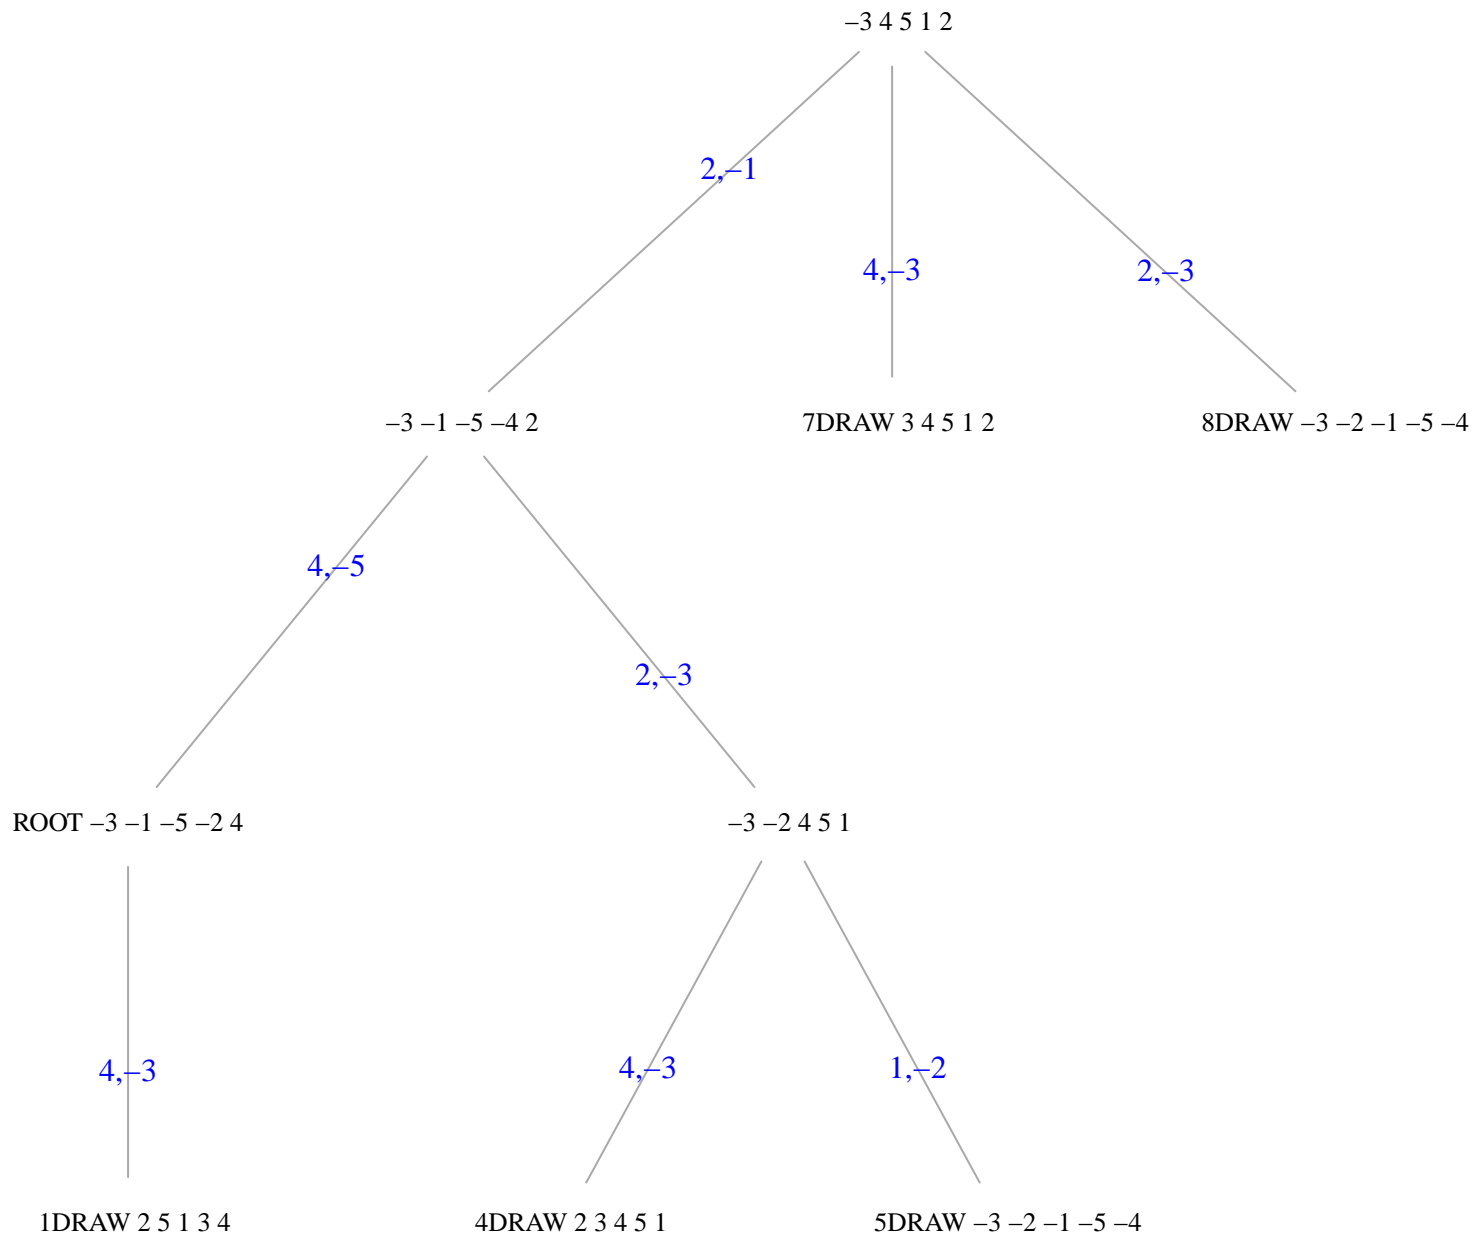 –3 4 5 1 2
2,–1
4,–3
2,–3
–3 –1 –5 –4 2
7DRAW 3 4 5 1 2
8DRAW –3 –2 –1 –5 –4
4,–5
2,–3
ROOT –3 –1 –5 –2 4
–3 –2 4 5 1
4,–3
4,–3
1,–2
1DRAW 2 5 1 3 4
4DRAW 2 3 4 5 1
5DRAW –3 –2 –1 –5 –4